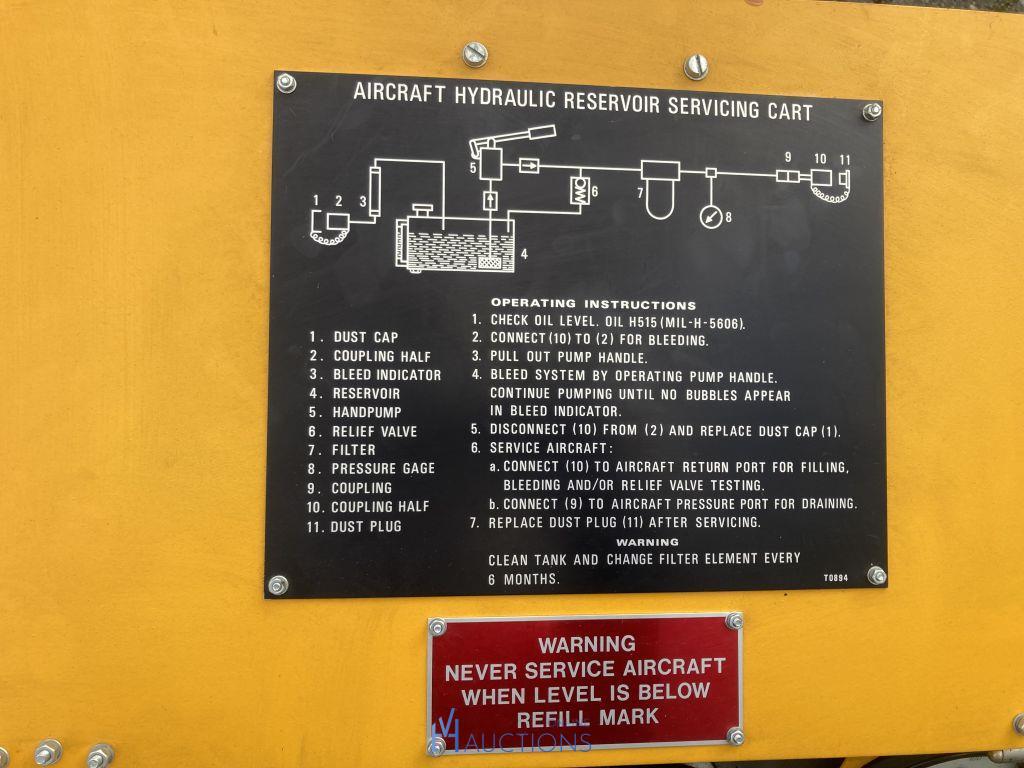 AIRCRAFT HYDRAULIC RESERVOIR SERVICING CART
1 2 3 4 5 6 7 8 9 10 11
1. DUST CAP
2. COUPLING HALF
3. BLEED INDICATOR
4. RESERVOIR
5. HANDPUMP
6. RELIEF VALVE
7. FILTER
8. PRESSURE GAGE
9. COUPLING
10. COUPLING HALF
11. DUST PLUG
OPERATING INSTRUCTIONS
1. CHECK OIL LEVEL. OIL H515 (MIL-H-5606).
2. CONNECT (10) TO (2) FOR BLEEDING.
3. PULL OUT PUMP HANDLE.
4. BLEED SYSTEM BY OPERATING PUMP HANDLE.
CONTINUE PUMPING UNTIL NO BUBBLES APPEAR
IN BLEED INDICATOR.
5. DISCONNECT (10) FROM (2) AND REPLACE DUST CAP (1).
6. SERVICE AIRCRAFT:
a. CONNECT (10) TO AIRCRAFT RETURN PORT FOR FILLING,
BLEEDING AND/OR RELIEF VALVE TESTING.
b. CONNECT (9) TO AIRCRAFT PRESSURE PORT FOR DRAINING.
7. REPLACE DUST PLUG (11) AFTER SERVICING.
WARNING
CLEAN TANK AND CHANGE FILTER ELEMENT EVERY
6 MONTHS.
T0894
WARNING
NEVER SERVICE AIRCRAFT
WHEN LEVEL IS BELOW
REFILL MARK
AUCTIONS